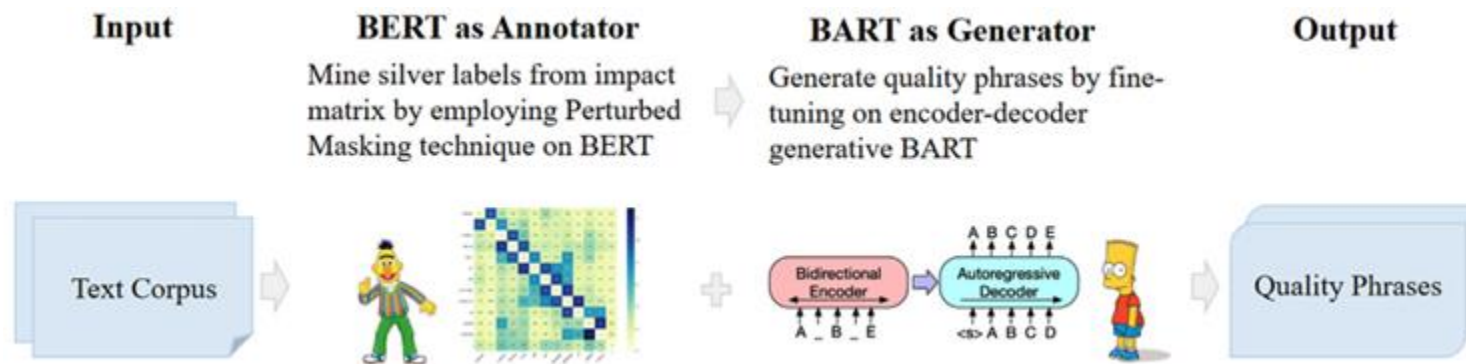 Input
BERT as Annotator
BART as Generator
Output
Mine silver labels from impact
matrix by employing Perturbed
Masking technique on BERT
Generate quality phrases by fine-
tuning on encoder-decoder
generative BART
Text Corpus
A B C D E
Bidirectional
Encoder
Autoregressive
Decoder
A _ B _ E
<s> A B C D
Quality Phrases